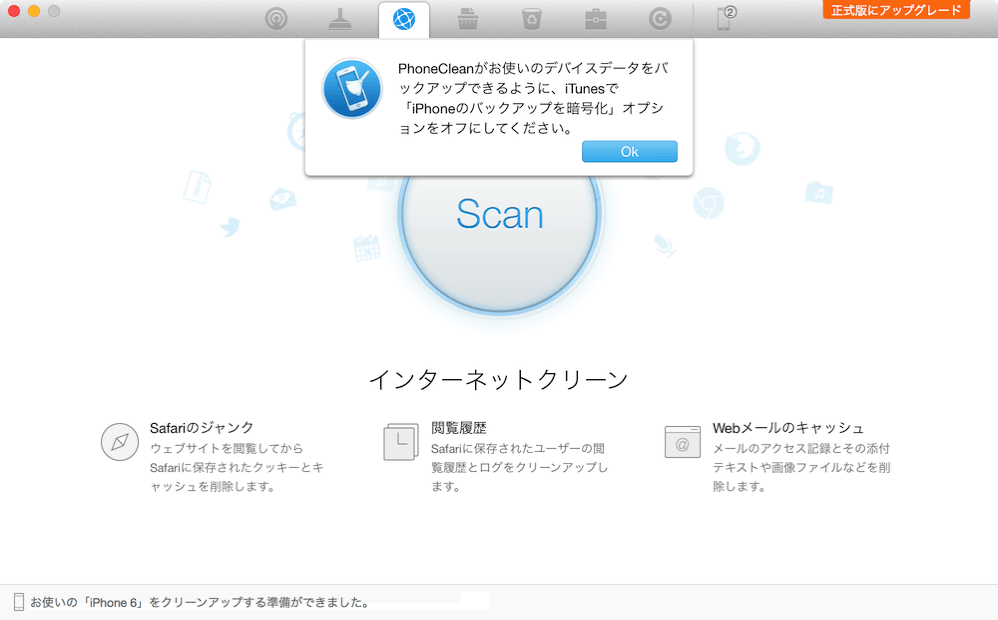 ②
正式版にアップグレード
PhoneCleanがお使いのデバイスデータをバ
ックアップできるように、iTunesで
「iPhoneのバックアップを暗号化」オプシ
ョンをオフにしてください。
Ok
Scan
インターネットクリーン
Safariのジャンク
ウェブサイトを閲覧してから
Safariに保存されたクッキーとキ
ャッシュを削除します。
閲覧履歴
Safariに保存されたユーザーの閲
覧履歴とログをクリーンアップし
ます。
@
Webメールのキャッシュ
メールのアクセス記録とその添付
テキストや画像ファイルなどを削
除します。
お使いの「iPhone 6」をクリーンアップする準備ができました。